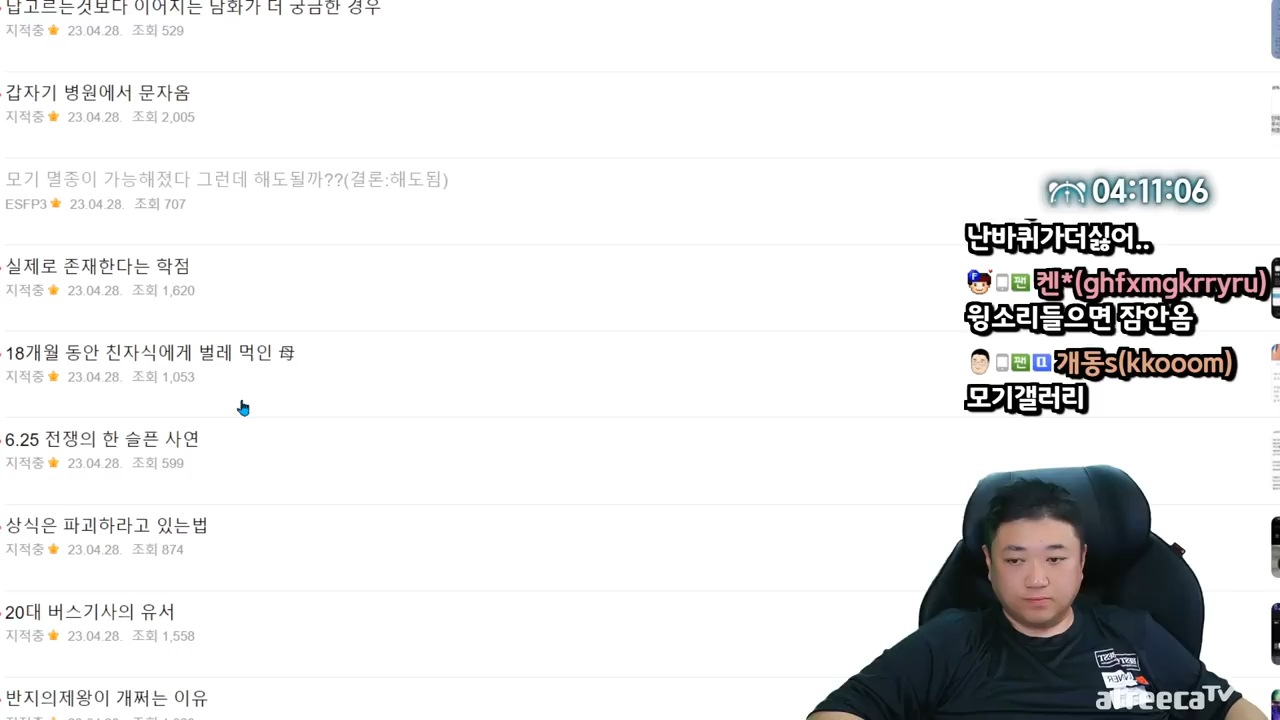 답고르는것보다 이어지는 담화가 더 궁금한 경우
지적충 23.04.28. 조회 529
갑자기 병원에서 문자옴
지적충 23.04.28. 조회 2,005
모기 멸종이 가능해졌다 그런데 해도될까??(결론:해도됨)
ESFP3 23.04.28. 조회 707
실제로 존재한다는 학점
지적충 23.04.28. 조회 1,620
18개월 동안 친자식에게 벌레 먹인 母
지적충 23.04.28. 조회 1,053
6.25 전쟁의 한 슬픈 사연
지적충 23.04.28. 조회 599
상식은 파괴하라고 있는법
지적충 23.04.28. 조회 874
20대 버스기사의 유서
지적충 23.04.28. 조회 1,558
반지의제왕이 개쩌는 이유
04:11:06
난바퀴가더싫어..
팬 켄*(ghfxmgkrryru)
윙소리들으면 잠안옴
팬 개동s(kkooom)
모기갤러리
afreecaTV